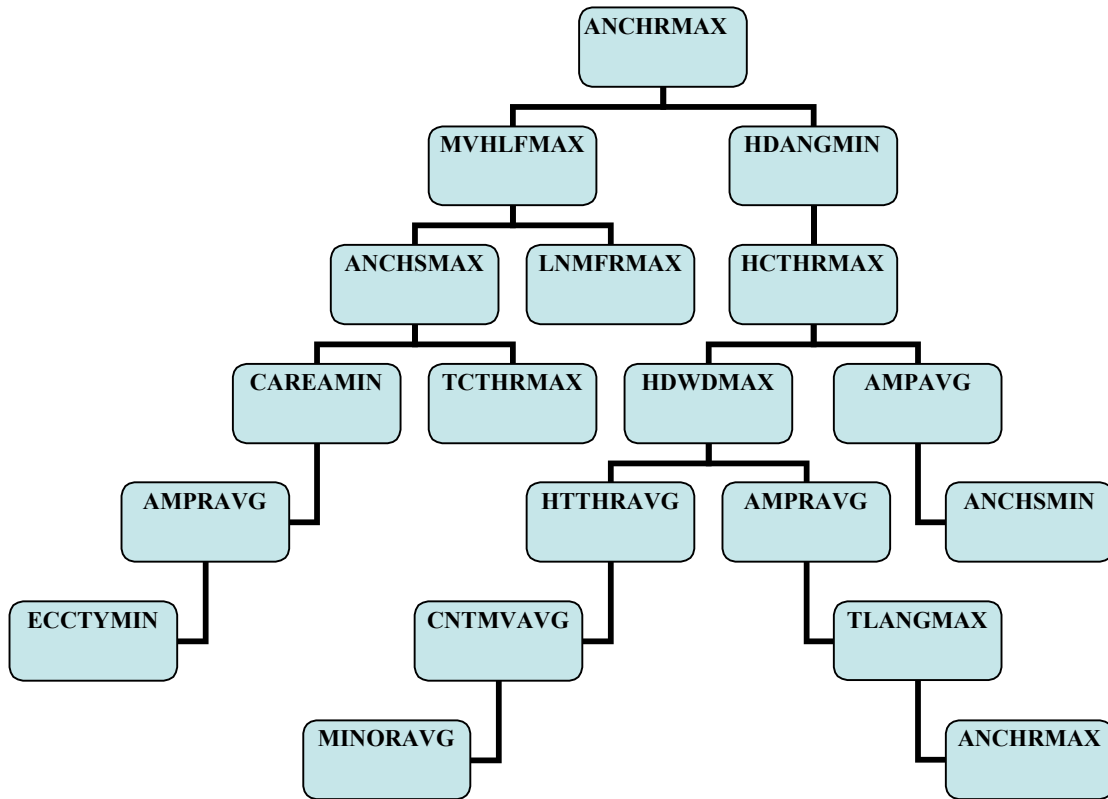 ANCHRMAX
MVHLFMAX
HDANGMIN
ANCHSMAX
LNMFRMAX
HCTHRMAX
CAREAMIN
TCTHRMAX
HDWDMAX
AMPAVG
AMPRAVG
HTTHRAVG
AMPRAVG
ANCHSMIN
ECCTYMIN
CNTMVAVG
TLANGMAX
MINORAVG
ANCHRMAX